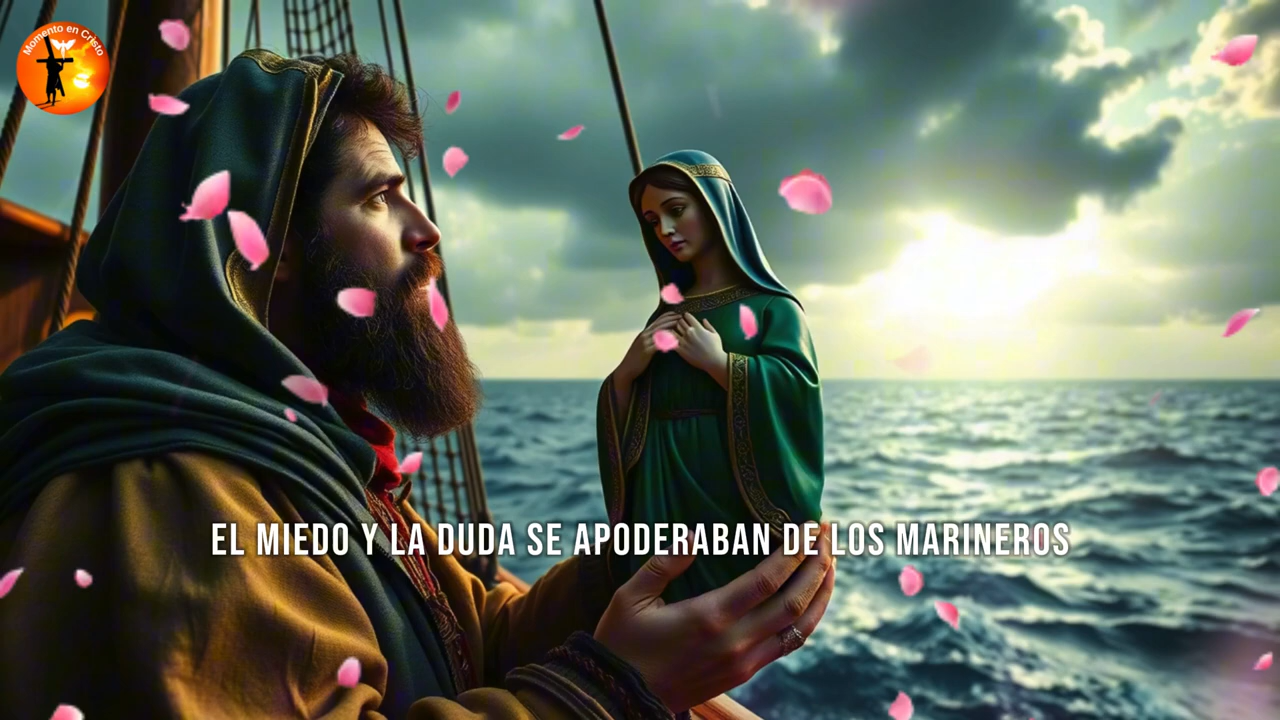 Momento en Cristo
EL MIEDO Y LA DUDA SE APODERABAN DE LOS MARINEROS